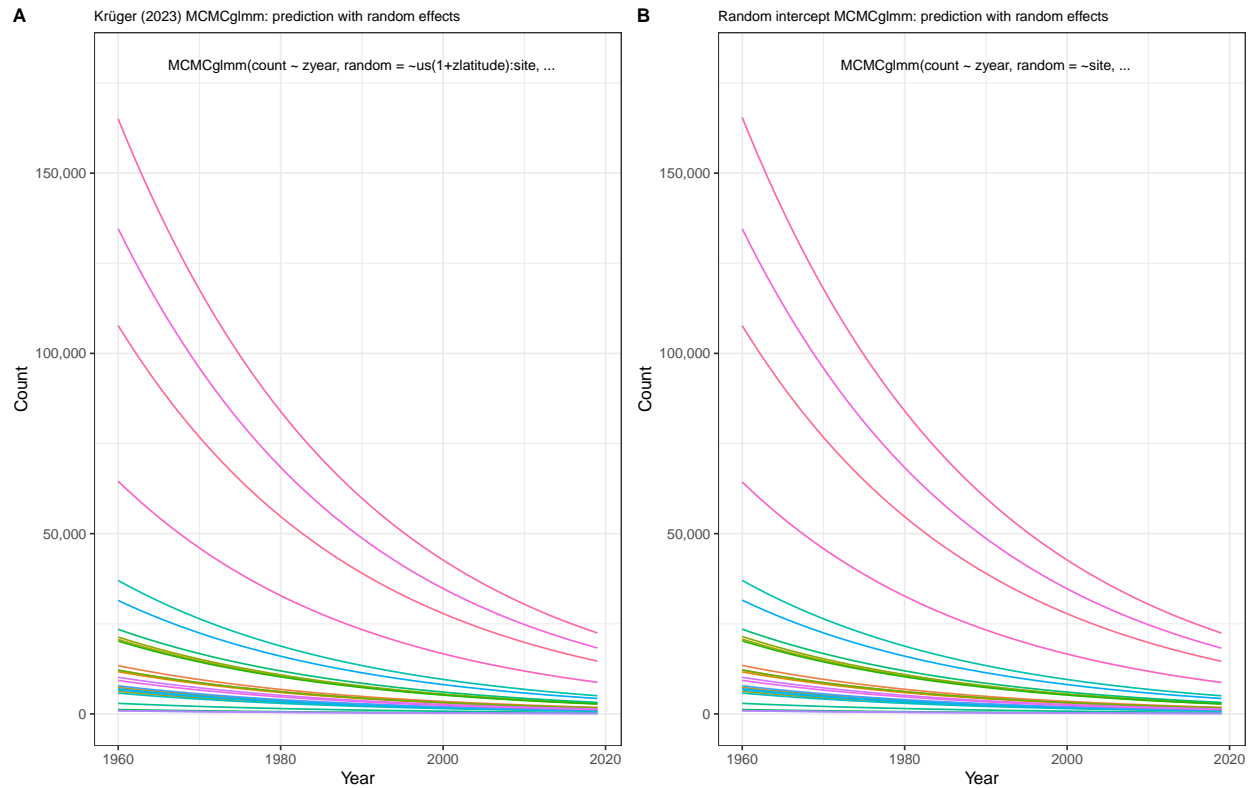 A
Krüger (2023) MCMCglmm: prediction with random effects
MCMCglmm(count ~ zyear, random = ~us(1+zlatitude):site, ...
150,000
100,000
50,000
0
Count
1960
1980
2000
2020
Year
B
Random intercept MCMCglmm: prediction with random effects
MCMCglmm(count ~ zyear, random = ~site, ...
150,000
100,000
50,000
0
Count
1960
1980
2000
2020
Year